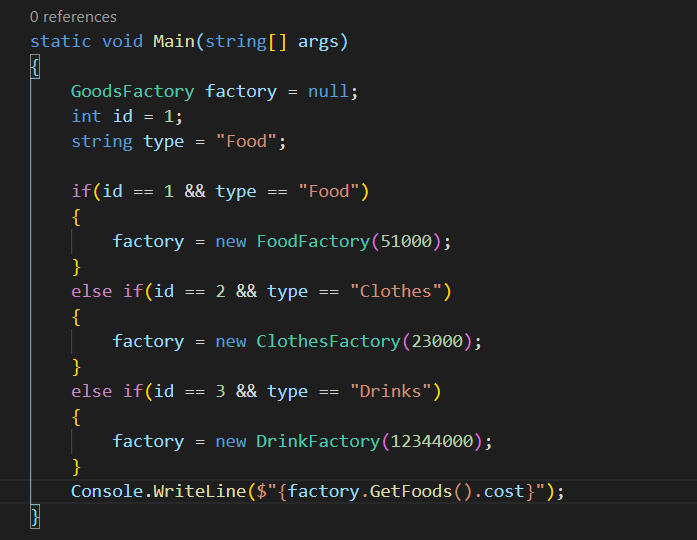 0 references
static void Main(string[] args)
{
GoodsFactory factory = null;
int id = 1;
string type = "Food";
if(id == 1 && type == "Food")
{
factory = new FoodFactory(51000);
}
else if(id == 2 && type == "Clothes")
{
factory = new ClothesFactory(23000);
}
else if(id == 3 && type == "Drinks")
{
factory = new DrinkFactory(12344000);
}
Console.WriteLine($"{factory.GetFoods().cost}");
}